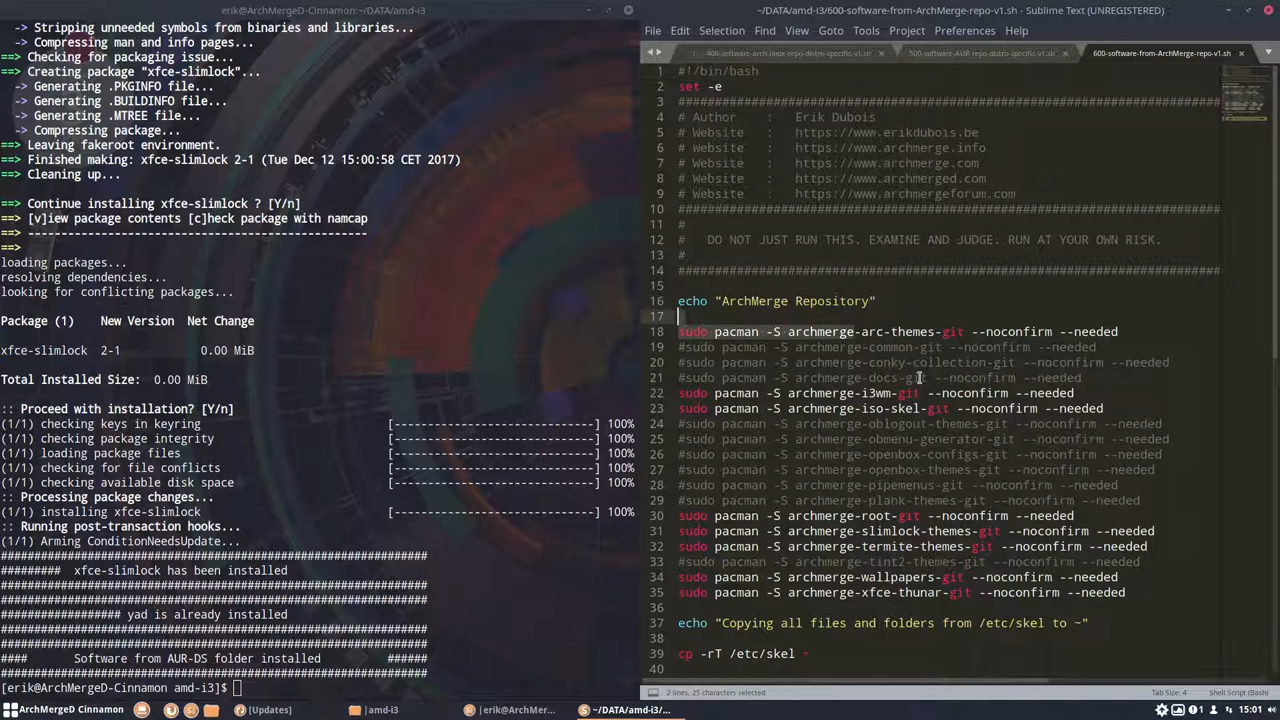 erik@ArchMergeD-Cinnamon:~/DATA/amd-i3
-> Stripping unneeded symbols from binaries and libraries...
-> Compressing man and info pages...
==> Checking for packaging issue...
==> Creating package "xfce-slimlock"...
-> Generating .PKGINFO file...
-> Generating .BUILDINFO file...
-> Generating .MTREE file...
-> Compressing package...
==> Leaving fakeroot environment.
==> Finished making: xfce-slimlock 2-1 (Tue Dec 12 15:00:58 CET 2017)
==> Cleaning up...
==> Continue installing xfce-slimlock ? [Y/n]
==> [v]iew package contents [c]heck package with namcap
==> --------------------------------------------------
==>
loading packages...
resolving dependencies...
looking for conflicting packages...
Package (1)   New Version  Net Change
xfce-slimlock  2-1            0.00 MiB
Total Installed Size:  0.00 MiB
:: Proceed with installation? [Y/n]
(1/1) checking keys in keyring [---------------------------] 100%
(1/1) checking package integrity [---------------------------] 100%
(1/1) loading package files [---------------------------] 100%
(1/1) checking for file conflicts [---------------------------] 100%
(1/1) checking available disk space [---------------------------] 100%
:: Processing package changes...
(1/1) installing xfce-slimlock [---------------------------] 100%
:: Running post-transaction hooks...
(1/1) Arming ConditionNeedsUpdate...
##########################################################
######## xfce-slimlock has been installed
##########################################################
##########################################################
################ yad is already installed
##########################################################
##########################################################
#### Software from AUR-DS folder installed ######
##########################################################
[erik@ArchMergeD-Cinnamon amd-i3]$
~/DATA/amd-i3/600-software-from-ArchMerge-repo-v1.sh - Sublime Text (UNREGISTERED)
File Edit Selection Find View Goto Tools Project Preferences Help
400-software-arch-linux-repo-distro-specific-v1.sh × 500-software-AUR-repo-distro-specific-v1.sh × 600-software-from-ArchMerge-repo-v1.sh ×
1 #!/bin/bash
2 set -e
3 ##########################################################################
4 # Author : Erik Dubois
5 # Website : https://www.erikdubois.be
6 # Website : https://www.archmerge.info
7 # Website : https://www.archmerge.com
8 # Website : https://www.archmerged.com
9 # Website : https://www.archmergeforum.com
10 ##########################################################################
11 #
12 # DO NOT JUST RUN THIS. EXAMINE AND JUDGE. RUN AT YOUR OWN RISK.
13 #
14 ##########################################################################
15
16 echo "ArchMerge Repository"
17
18 sudo pacman -S archmerge-arc-themes-git --noconfirm --needed
19 #sudo pacman -S archmerge-common-git --noconfirm --needed
20 #sudo pacman -S archmerge-conky-collection-git --noconfirm --needed
21 #sudo pacman -S archmerge-docs-git --noconfirm --needed
22 sudo pacman -S archmerge-i3wm-git --noconfirm --needed
23 sudo pacman -S archmerge-iso-skel-git --noconfirm --needed
24 #sudo pacman -S archmerge-oblogout-themes-git --noconfirm --needed
25 #sudo pacman -S archmerge-obmenu-generator-git --noconfirm --needed
26 #sudo pacman -S archmerge-openbox-configs-git --noconfirm --needed
27 #sudo pacman -S archmerge-openbox-themes-git --noconfirm --needed
28 #sudo pacman -S archmerge-pipemenus-git --noconfirm --needed
29 #sudo pacman -S archmerge-plank-themes-git --noconfirm --needed
30 sudo pacman -S archmerge-root-git --noconfirm --needed
31 sudo pacman -S archmerge-slimlock-themes-git --noconfirm --needed
32 sudo pacman -S archmerge-termite-themes-git --noconfirm --needed
33 #sudo pacman -S archmerge-tint2-themes-git --noconfirm --needed
34 sudo pacman -S archmerge-wallpapers-git --noconfirm --needed
35 sudo pacman -S archmerge-xfce-thunar-git --noconfirm --needed
36
37 echo "Copying all files and folders from /etc/skel to ~"
38
39 cp -rT /etc/skel ~
40
2 lines, 25 characters selected Tab Size: 4 Shell Script (Bash)
ArchMergeD Cinnamon [Updates] |amd-i3 |erik@ArchMer... ~/DATA/amd-i3/... 1 15:01